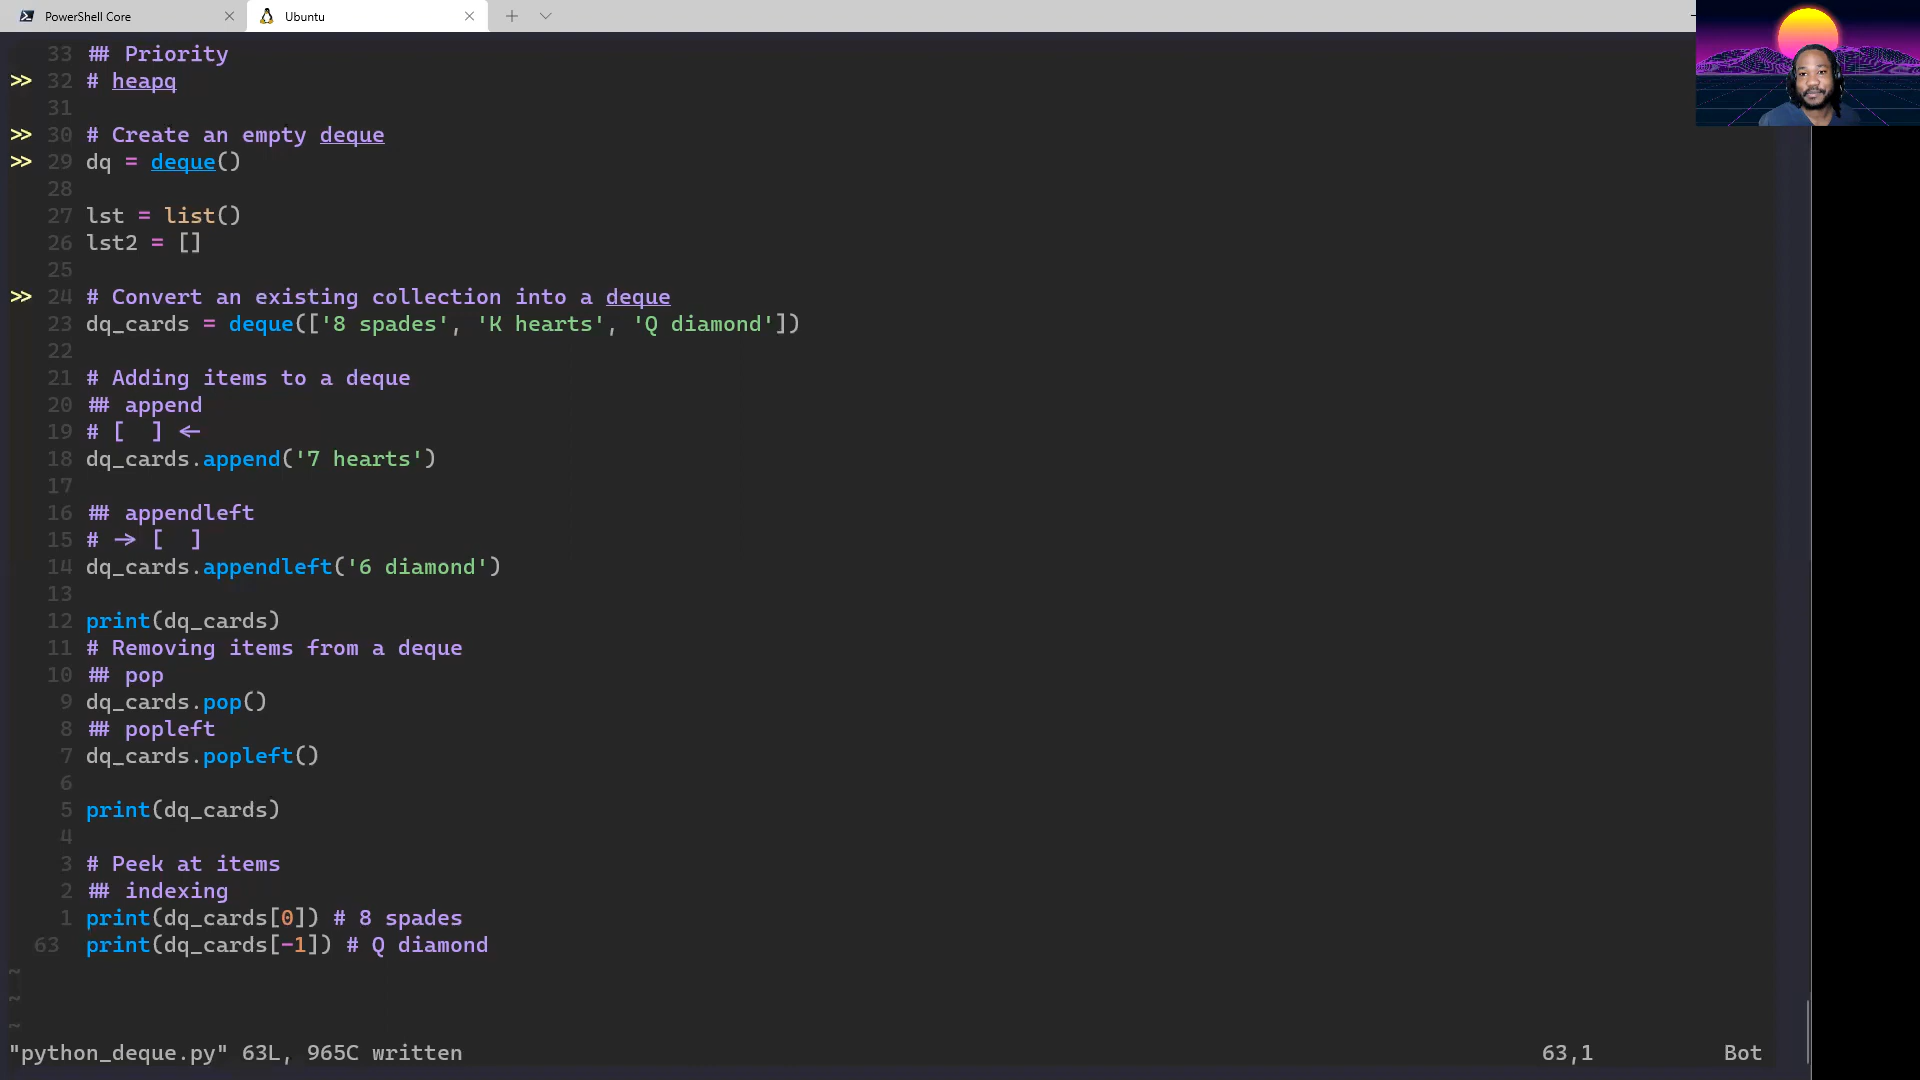 PowerShell Core
Ubuntu
33 ## Priority
>> 32 # heapq
31
>> 30 # Create an empty deque
>> 29 dq = deque()
28
27 lst = list()
26 lst2 = []
25
>> 24 # Convert an existing collection into a deque
23 dq_cards = deque(['8 spades', 'K hearts', 'Q diamond'])
22
21 # Adding items to a deque
20 ## append
19 # [  ] <-
18 dq_cards.append('7 hearts')
17
16 ## appendleft
15 # -> [  ]
14 dq_cards.appendleft('6 diamond')
13
12 print(dq_cards)
11 # Removing items from a deque
10 ## pop
9 dq_cards.pop()
8 ## popleft
7 dq_cards.popleft()
6
5 print(dq_cards)
4
3 # Peek at items
2 ## indexing
1 print(dq_cards[0]) # 8 spades
63 print(dq_cards[-1]) # Q diamond
~
~
~
"python_deque.py" 63L, 965C written 63,1 Bot